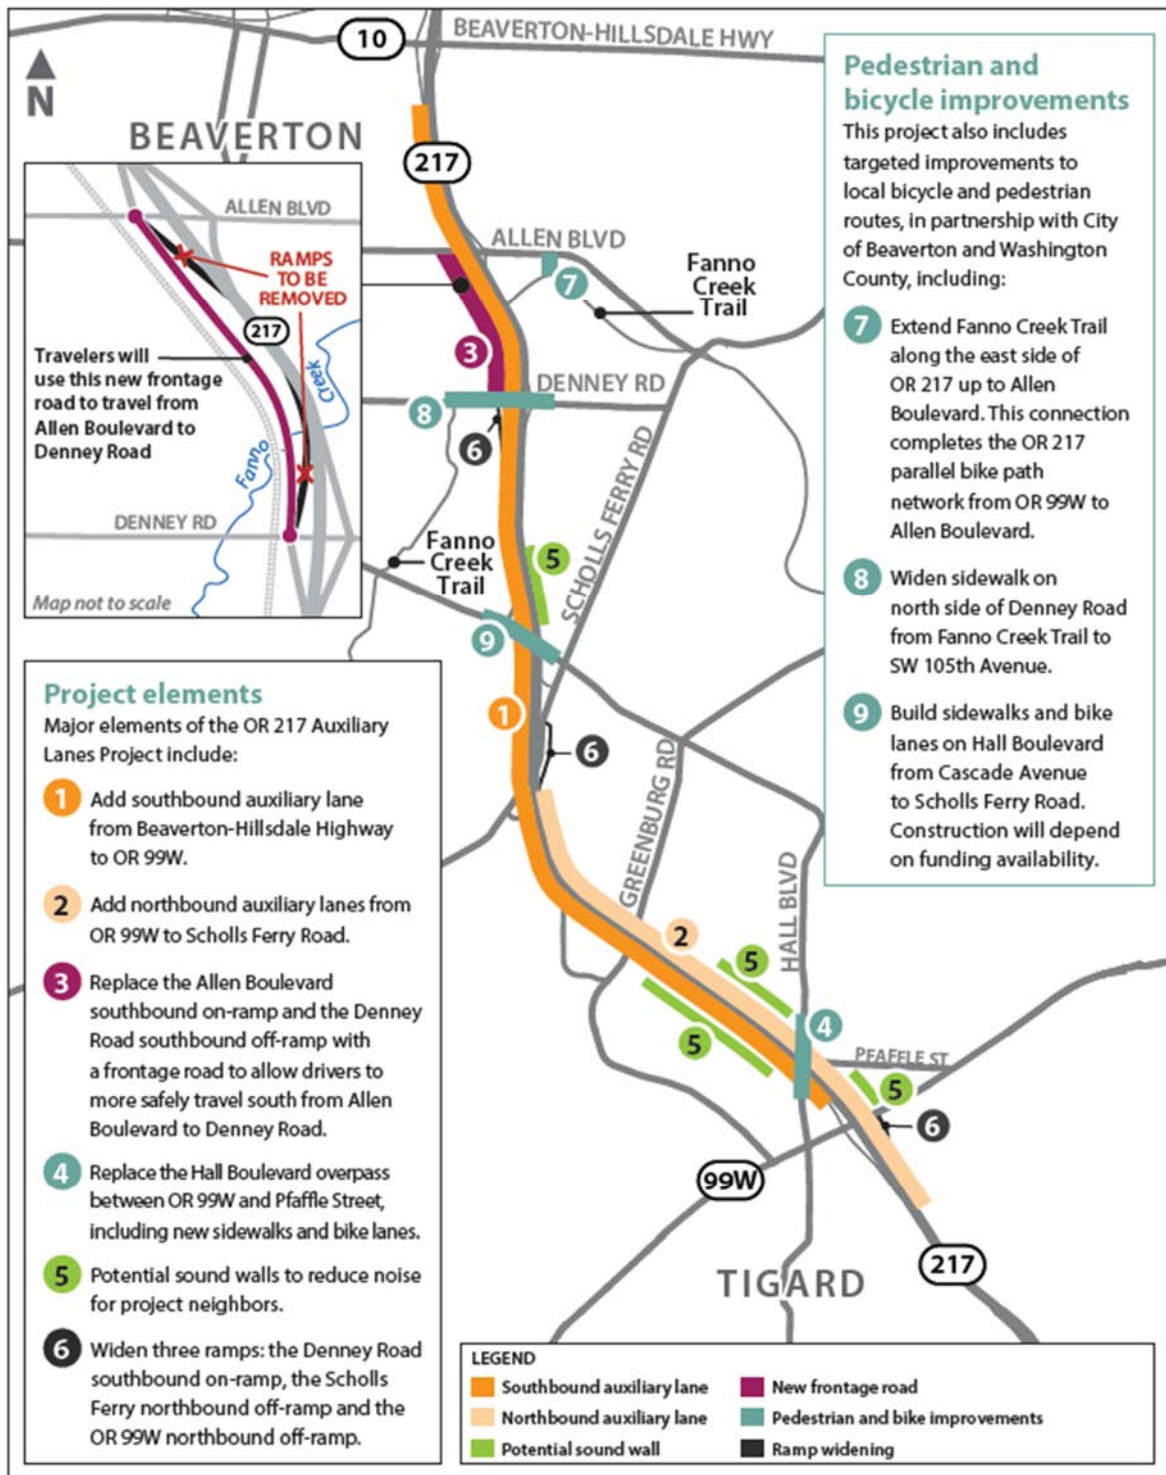 10
BEAVERTON-HILLSDALE HWY
N
BEAVERTON
217
ALLEN BLVD
7
Fanno
Creek
Trail
3
DENNEY RD
8
6
SCHOLLS FERRY RD
Fanno
Creek
Trail
5
9
1
6
GREENBURG RD
HALL BLVD
2
5
5
4
PFAFFLE ST
5
6
99W
217
TIGARD
ALLEN BLVD
RAMPS
TO BE
REMOVED
217
Travelers will
use this new frontage
road to travel from
Allen Boulevard to
Denney Road
Fanno
Creek
DENNEY RD
Map not to scale
Project elements
Major elements of the OR 217 Auxiliary
Lanes Project include:
1 Add southbound auxiliary lane
from Beaverton-Hillsdale Highway
to OR 99W.
2 Add northbound auxiliary lanes from
OR 99W to Scholls Ferry Road.
3 Replace the Allen Boulevard
southbound on-ramp and the Denney
Road southbound off-ramp with
a frontage road to allow drivers to
more safely travel south from Allen
Boulevard to Denney Road.
4 Replace the Hall Boulevard overpass
between OR 99W and Pfaffle Street,
including new sidewalks and bike lanes.
5 Potential sound walls to reduce noise
for project neighbors.
6 Widen three ramps: the Denney Road
southbound on-ramp, the Scholls
Ferry northbound off-ramp and the
OR 99W northbound off-ramp.
Pedestrian and
bicycle improvements
This project also includes
targeted improvements to
local bicycle and pedestrian
routes, in partnership with City
of Beaverton and Washington
County, including:
7 Extend Fanno Creek Trail
along the east side of
OR 217 up to Allen
Boulevard. This connection
completes the OR 217
parallel bike path
network from OR 99W to
Allen Boulevard.
8 Widen sidewalk on
north side of Denney Road
from Fanno Creek Trail to
SW 105th Avenue.
9 Build sidewalks and bike
lanes on Hall Boulevard
from Cascade Avenue
to Scholls Ferry Road.
Construction will depend
on funding availability.
LEGEND
Southbound auxiliary lane
Northbound auxiliary lane
Potential sound wall
New frontage road
Pedestrian and bike improvements
Ramp widening